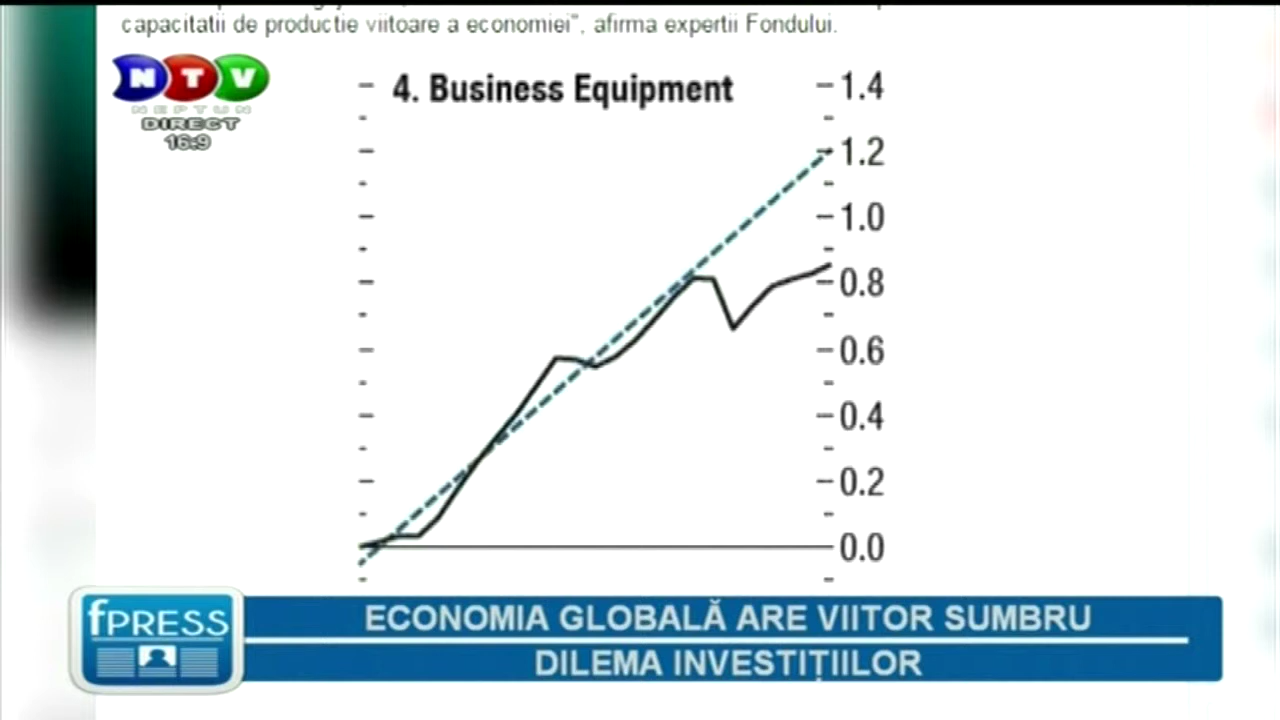 capacitatii de productie viitoare a economiei", afirma expertii Fondului.
NTV
NEPTUN
DIRECT
16:9
4. Business Equipment
1.4
1.2
1.0
0.8
0.6
0.4
0.2
0.0
fPRESS
ECONOMIA GLOBALĂ ARE VIITOR SUMBRU
DILEMA INVESTIȚIILOR